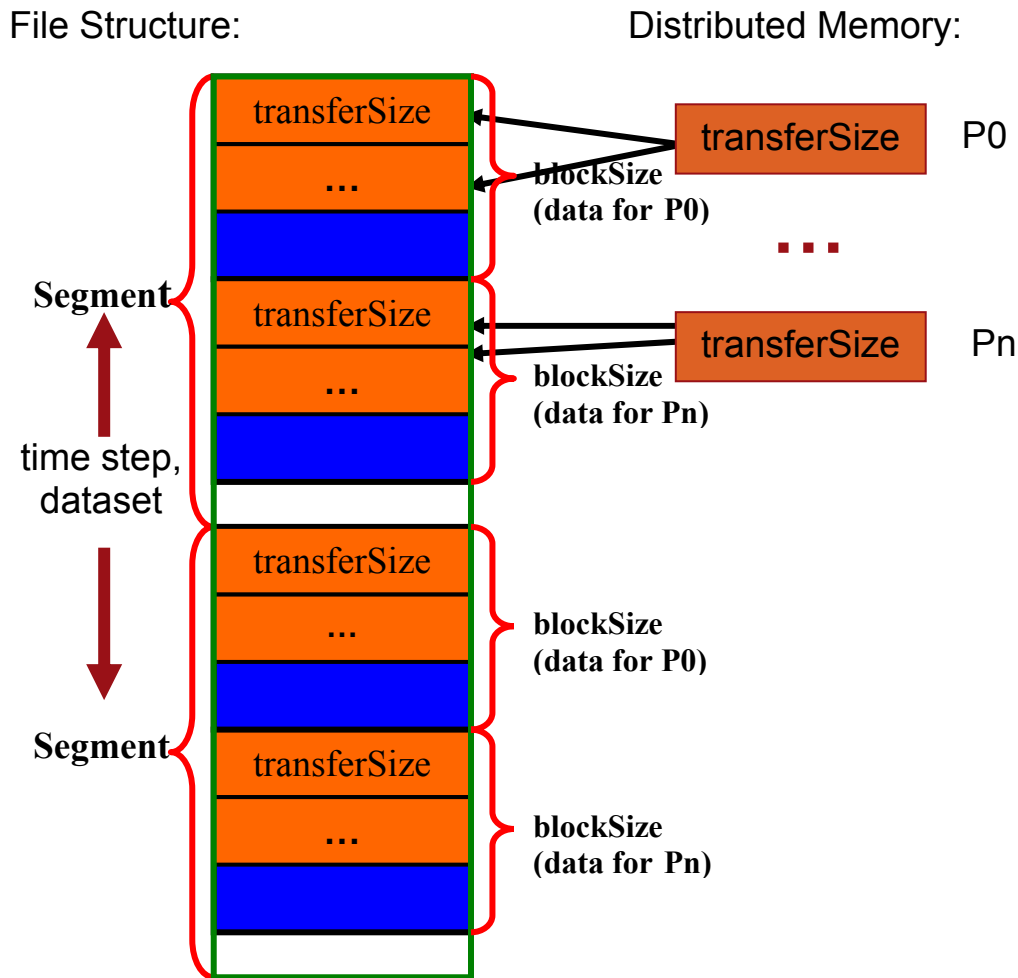 File Structure:
Distributed Memory:
transferSize
...
blockSize
(data for P0)
transferSize
P0
...
Segment
transferSize
...
blockSize
(data for Pn)
transferSize
Pn
time step,
dataset
transferSize
...
blockSize
(data for P0)
Segment
transferSize
...
blockSize
(data for Pn)